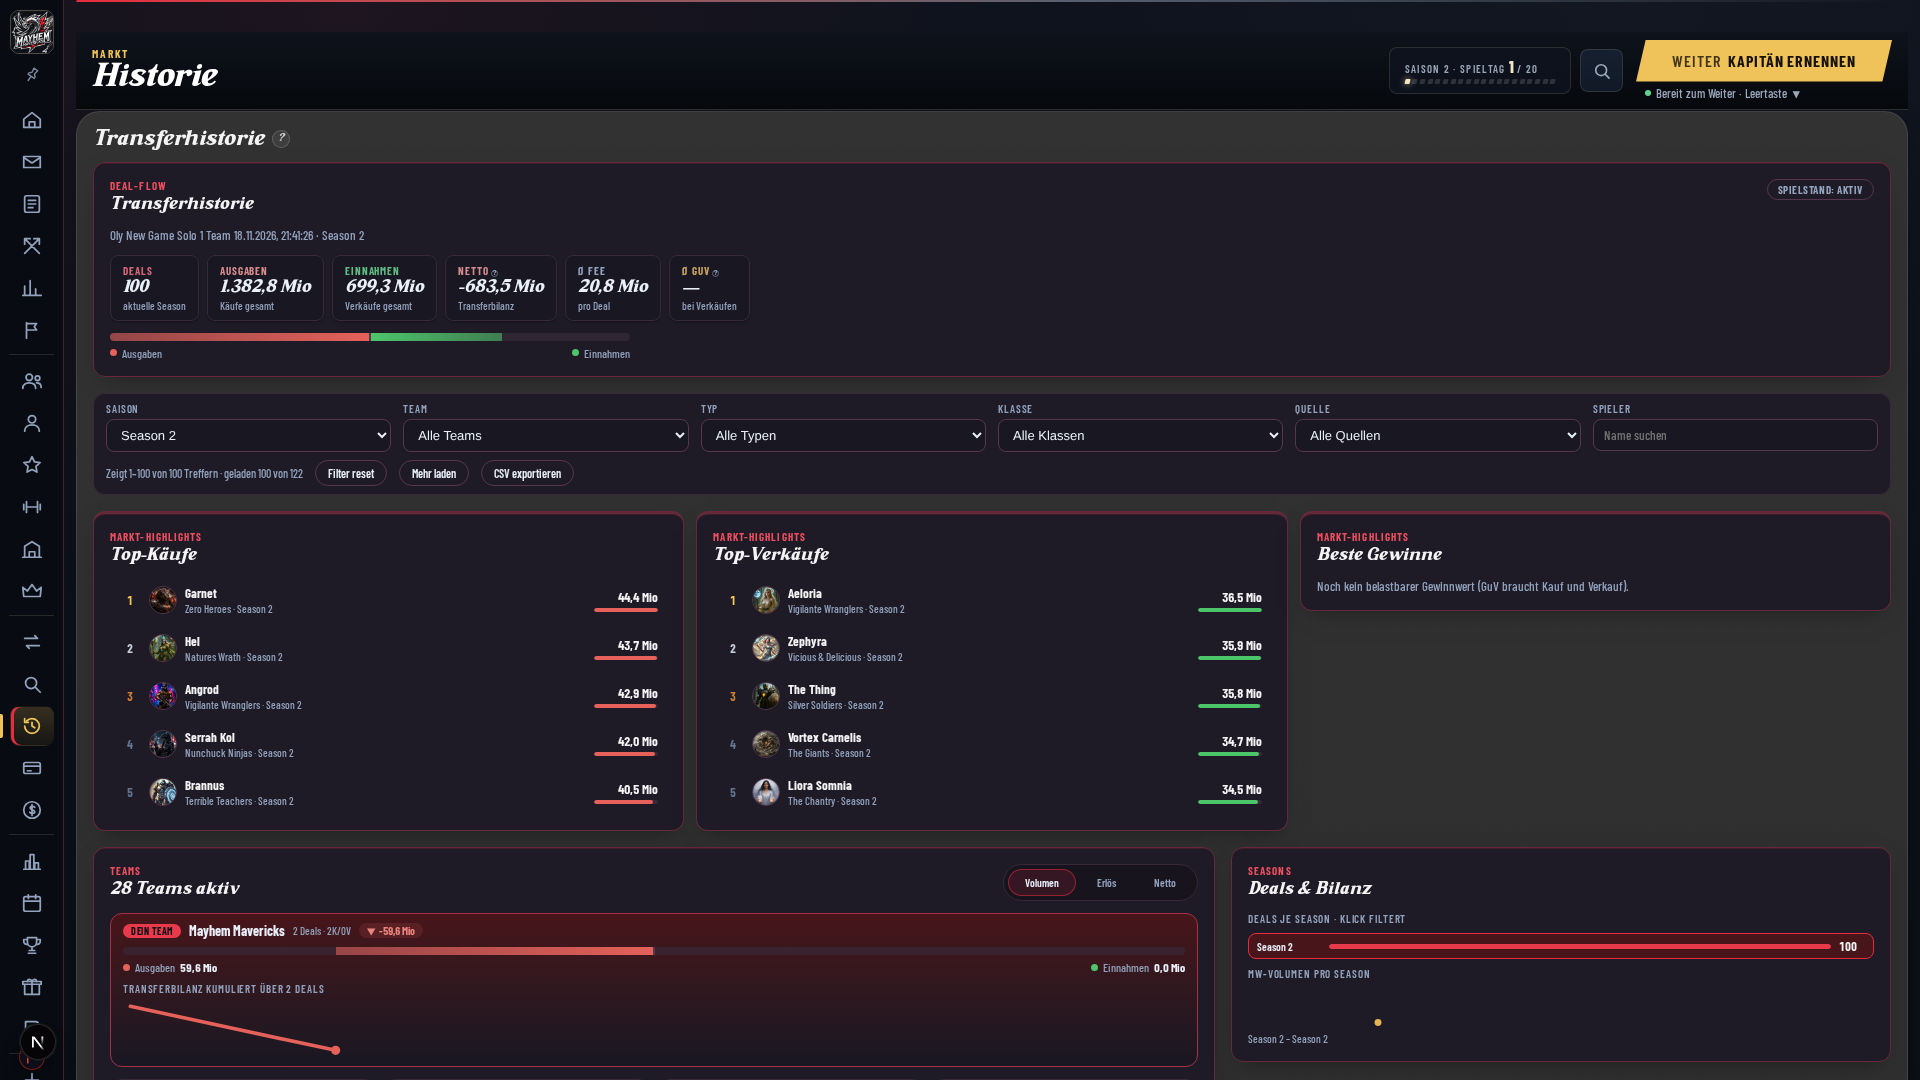 MAYHEM
MARKT
Historie
SAISON 2 · SPIELTAG 1 / 20
WEITER KAPITÄN ERNENNEN
Bereit zum Weiter · Leertaste ▼
Transferhistorie ?
DEAL-FLOW
Transferhistorie
SPIELSTAND: AKTIV
Oly New Game Solo 1 Team 18.11.2026, 21:41:26 · Season 2
DEALS
100
aktuelle Season
AUSGABEN
1.382,8 Mio
Käufe gesamt
EINNAHMEN
699,3 Mio
Verkäufe gesamt
NETTO ?
-683,5 Mio
Transferbilanz
Ø FEE
20,8 Mio
pro Deal
Ø GUV ?
—
bei Verkäufen
Ausgaben
Einnahmen
SAISON
Season 2
TEAM
Alle Teams
TYP
Alle Typen
KLASSE
Alle Klassen
QUELLE
Alle Quellen
SPIELER
Name suchen
Zeigt 1–100 von 100 Treffern · geladen 100 von 122
Filter reset
Mehr laden
CSV exportieren
MARKT-HIGHLIGHTS
Top-Käufe
1 Garnet 44,4 Mio
Zero Heroes · Season 2
2 Hel 43,7 Mio
Natures Wrath · Season 2
3 Angrod 42,9 Mio
Vigilante Wranglers · Season 2
4 Serrah Kol 42,0 Mio
Nunchuck Ninjas · Season 2
5 Brannus 40,5 Mio
Terrible Teachers · Season 2
MARKT-HIGHLIGHTS
Top-Verkäufe
1 Aeloria 36,5 Mio
Vigilante Wranglers · Season 2
2 Zephyra 35,9 Mio
Vicious & Delicious · Season 2
3 The Thing 35,8 Mio
Silver Soldiers · Season 2
4 Vortex Carnelis 34,7 Mio
The Giants · Season 2
5 Liora Somnia 34,5 Mio
The Chantry · Season 2
MARKT-HIGHLIGHTS
Beste Gewinne
Noch kein belastbarer Gewinnwert (GuV braucht Kauf und Verkauf).
TEAMS
28 Teams aktiv
Volumen
Erlös
Netto
DEIN TEAM Mayhem Mavericks 2 Deals · 2K/0V ▼ -59,6 Mio
Ausgaben 59,6 Mio
Einnahmen 0,0 Mio
TRANSFERBILANZ KUMULIERT ÜBER 2 DEALS
SEASONS
Deals & Bilanz
DEALS JE SEASON · KLICK FILTERT
Season 2 100
MW-VOLUMEN PRO SEASON
Season 2 – Season 2
N